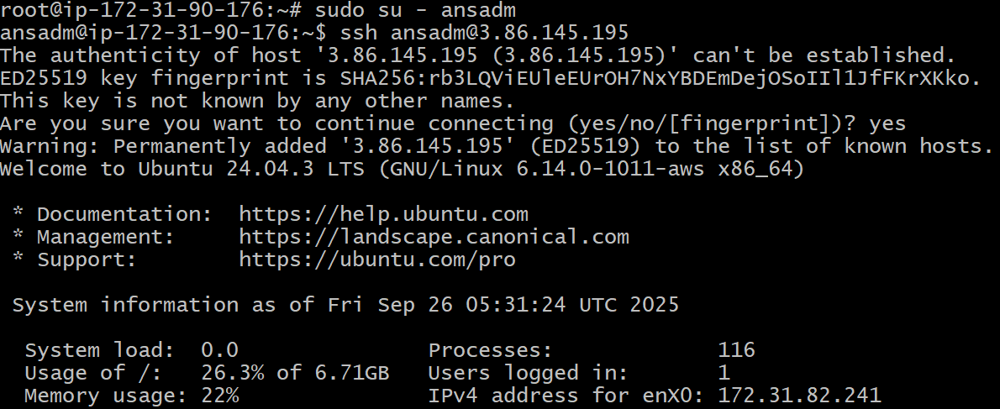 root@ip-172-31-90-176:~# sudo su - ansadm
ansadm@ip-172-31-90-176:~$ ssh ansadm@3.86.145.195
The authenticity of host '3.86.145.195 (3.86.145.195)' can't be established.
ED25519 key fingerprint is SHA256:rb3LQViEUleEUrOH7NxYBDEmDejOSoIIl1JfFKrXKko.
This key is not known by any other names.
Are you sure you want to continue connecting (yes/no/[fingerprint])? yes
Warning: Permanently added '3.86.145.195' (ED25519) to the list of known hosts.
Welcome to Ubuntu 24.04.3 LTS (GNU/Linux 6.14.0-1011-aws x86_64)

 * Documentation:  https://help.ubuntu.com
 * Management:     https://landscape.canonical.com
 * Support:        https://ubuntu.com/pro

 System information as of Fri Sep 26 05:31:24 UTC 2025

  System load:  0.0               Processes:             116
  Usage of /:   26.3% of 6.71GB   Users logged in:       1
  Memory usage: 22%               IPv4 address for enX0: 172.31.82.241